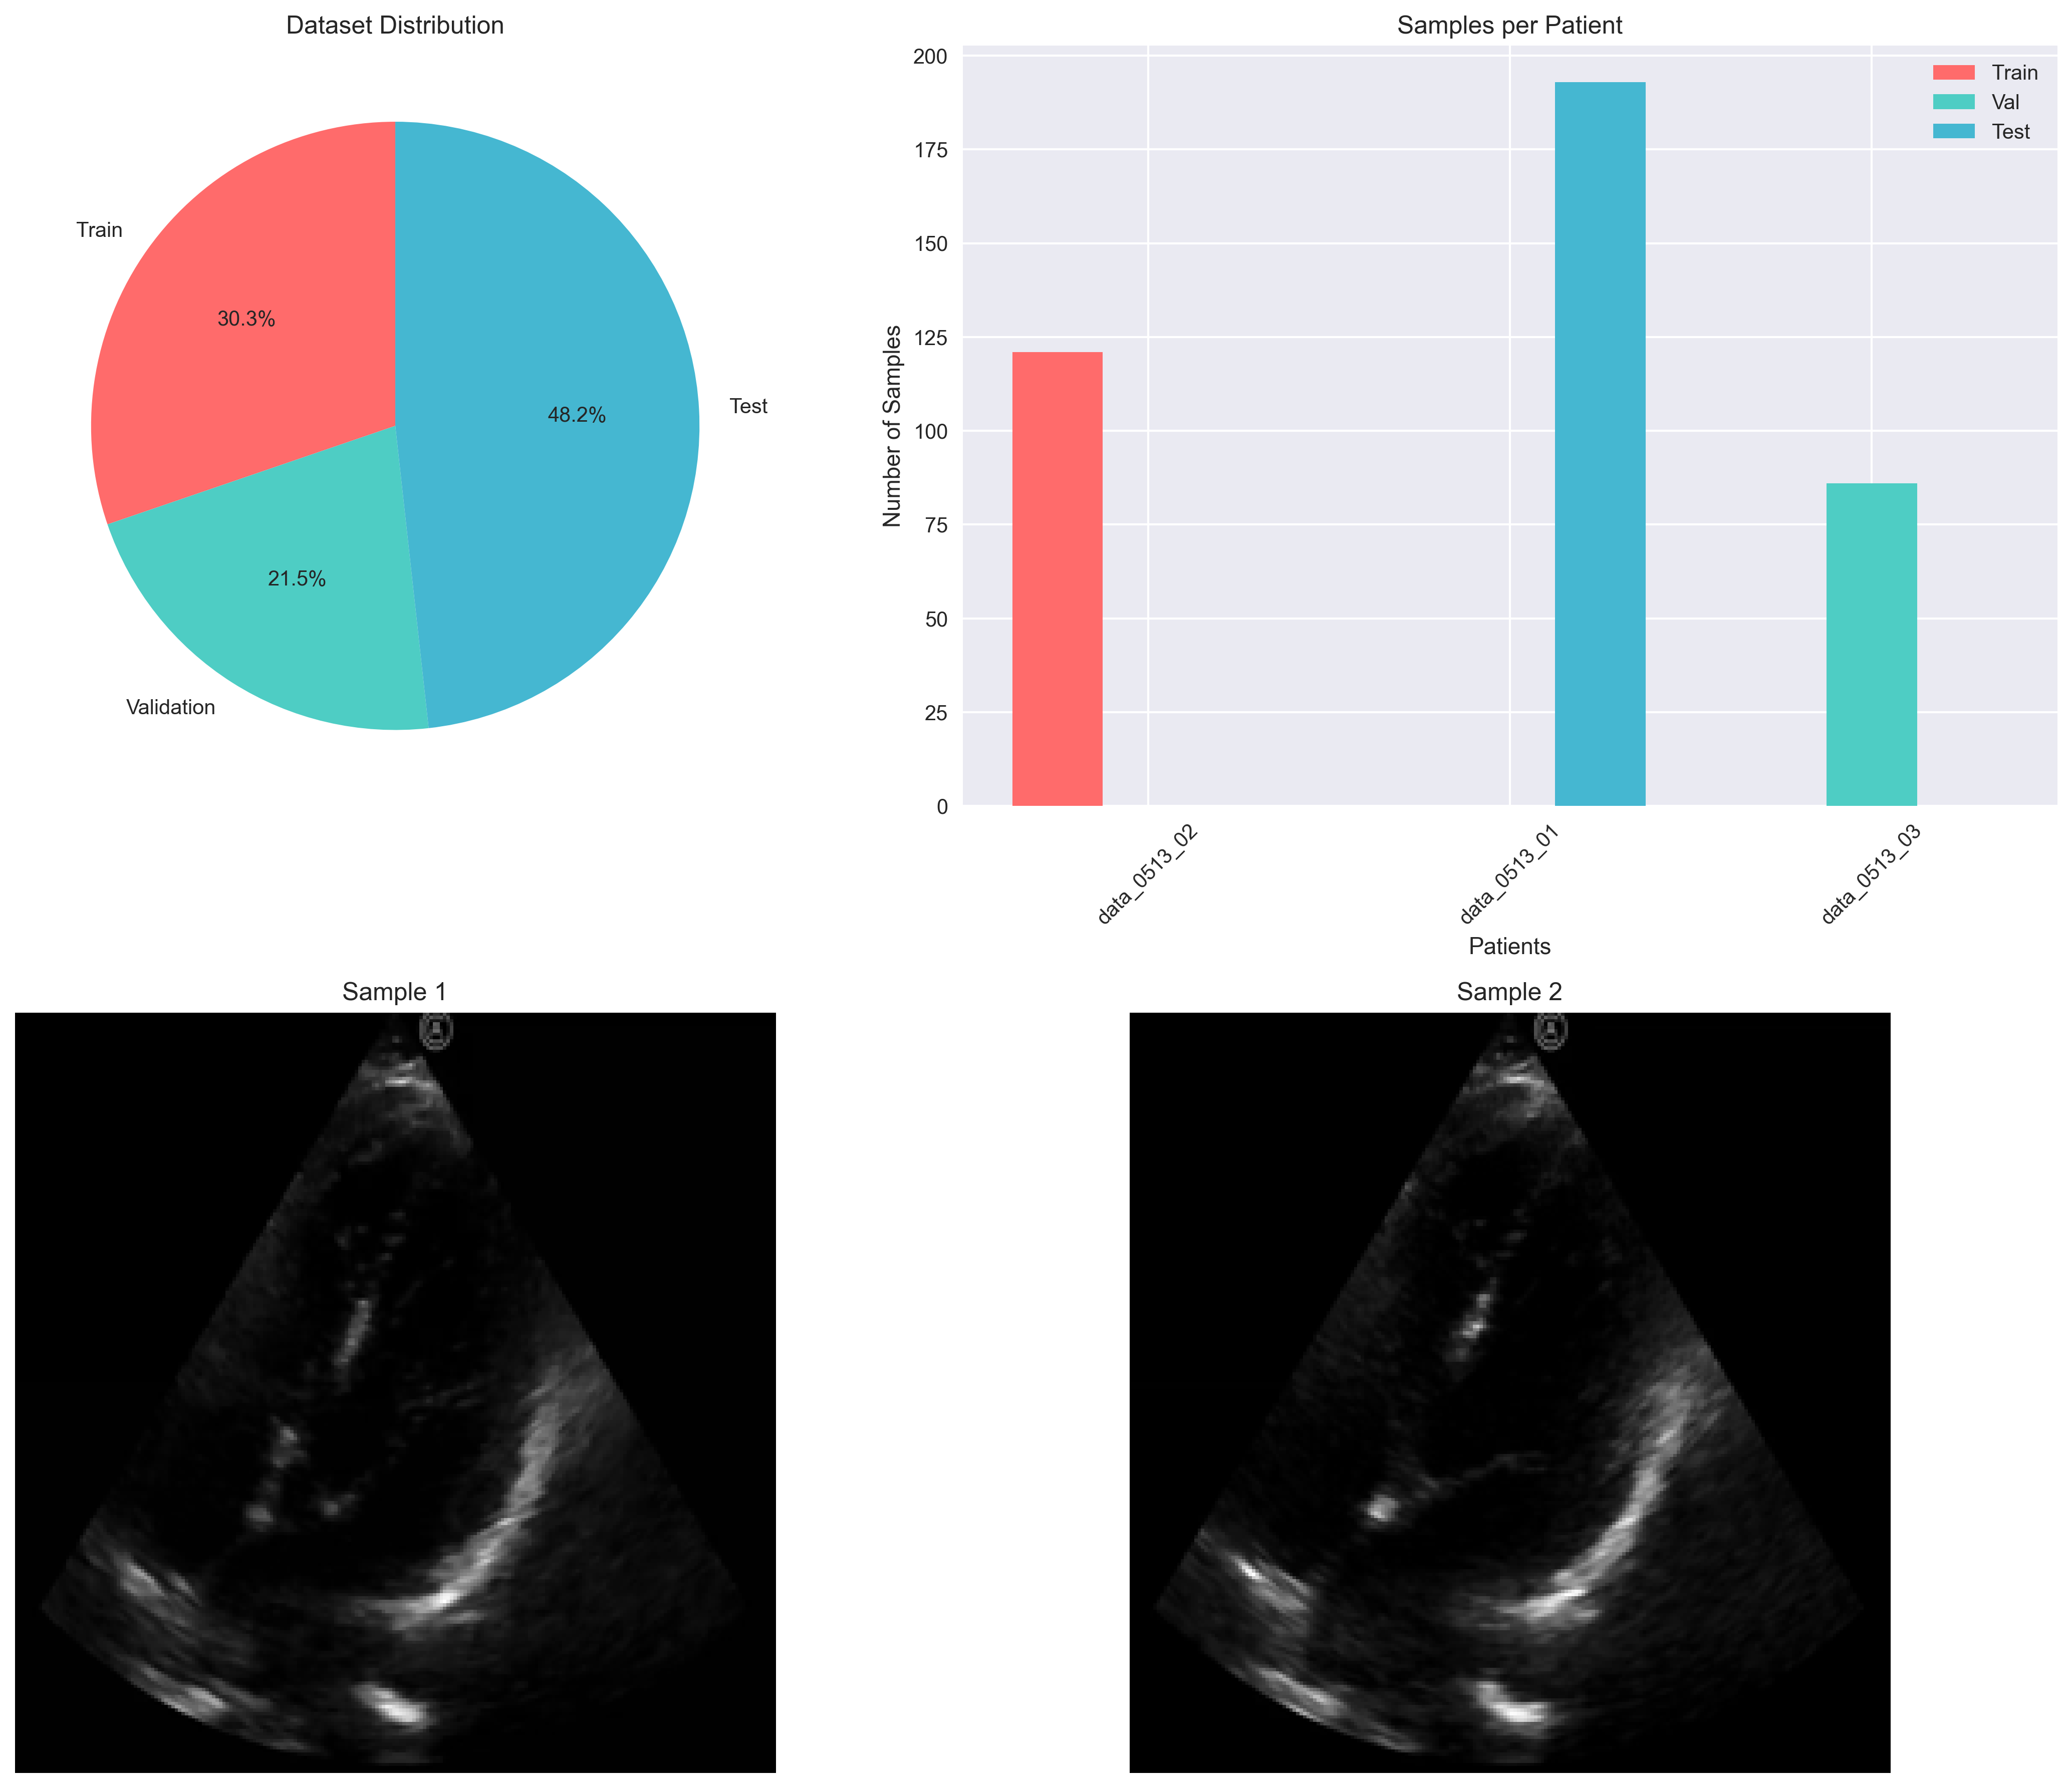 Dataset Distribution
Train
30.3%
48.2%
Test
21.5%
Validation
Samples per Patient
Train
Val
Test
200
175
150
125
100
75
50
25
0
Number of Samples
data_0513_02
data_0513_01
data_0513_03
Patients
Sample 1
Sample 2